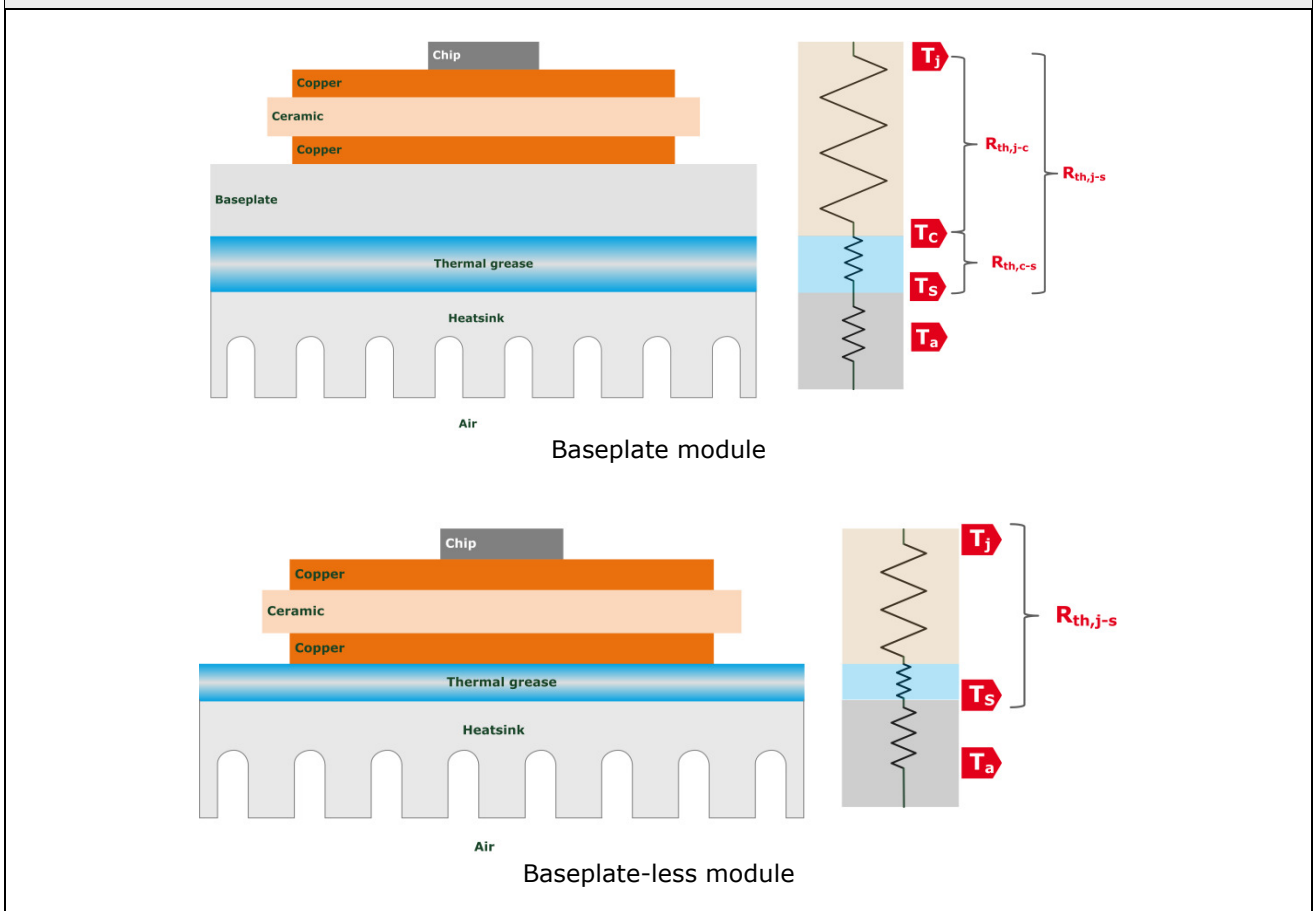 Chip
Copper
Ceramic
Copper
Baseplate
Thermal grease
Heatsink
Air
Tj
Rth,j-c
Rth,j-s
TC
Rth,c-s
TS
Ta
Baseplate module
Chip
Copper
Ceramic
Copper
Thermal grease
Heatsink
Air
Tj
Rth,j-s
TS
Ta
Baseplate-less module